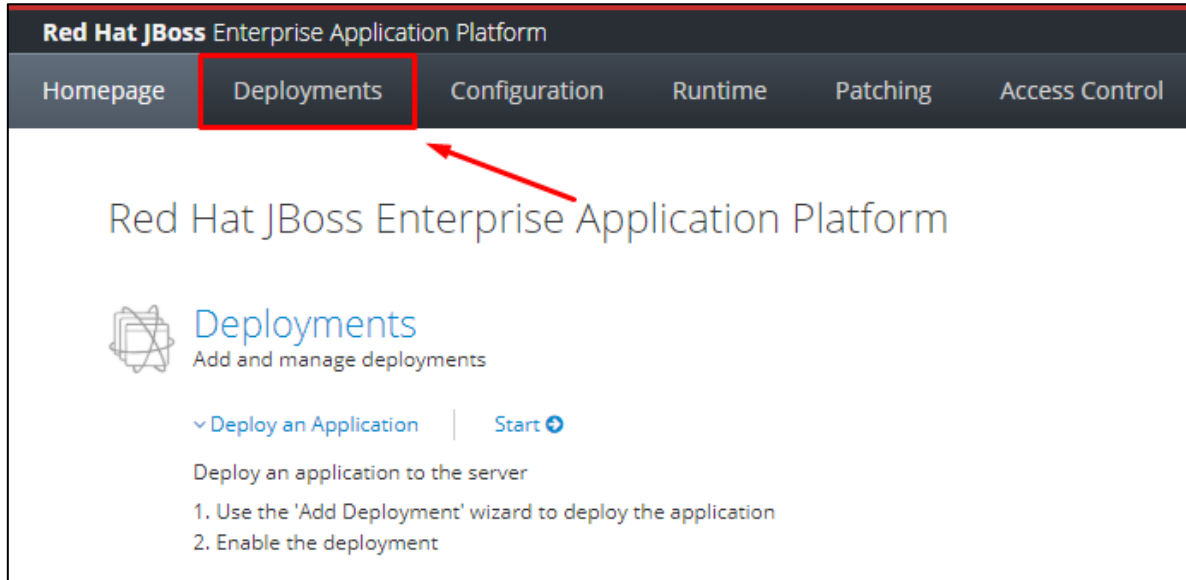 Red Hat JBoss Enterprise Application Platform
Homepage Deployments Configuration Runtime Patching Access Control
Red Hat JBoss Enterprise Application Platform
Deployments
Add and manage deployments
Deploy an Application Start
Deploy an application to the server
1. Use the 'Add Deployment' wizard to deploy the application
2. Enable the deployment